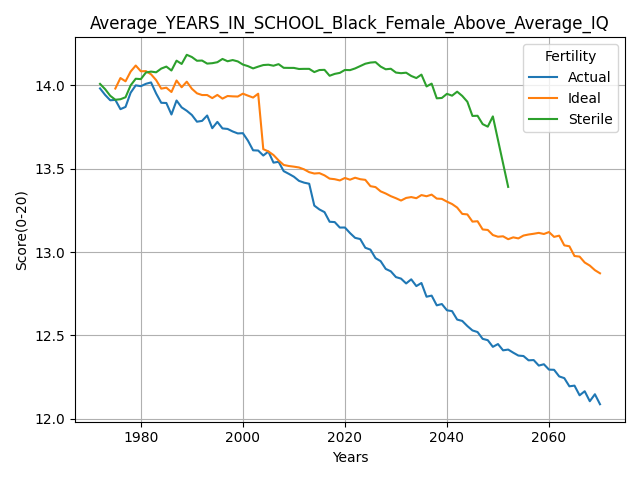 Average_YEARS_IN_SCHOOL_Black_Female_Above_Average_IQ
Fertility
Actual
Ideal
Sterile
Score(0-20)
14.0
13.5
13.0
12.5
12.0
1980 2000 2020 2040 2060
Years